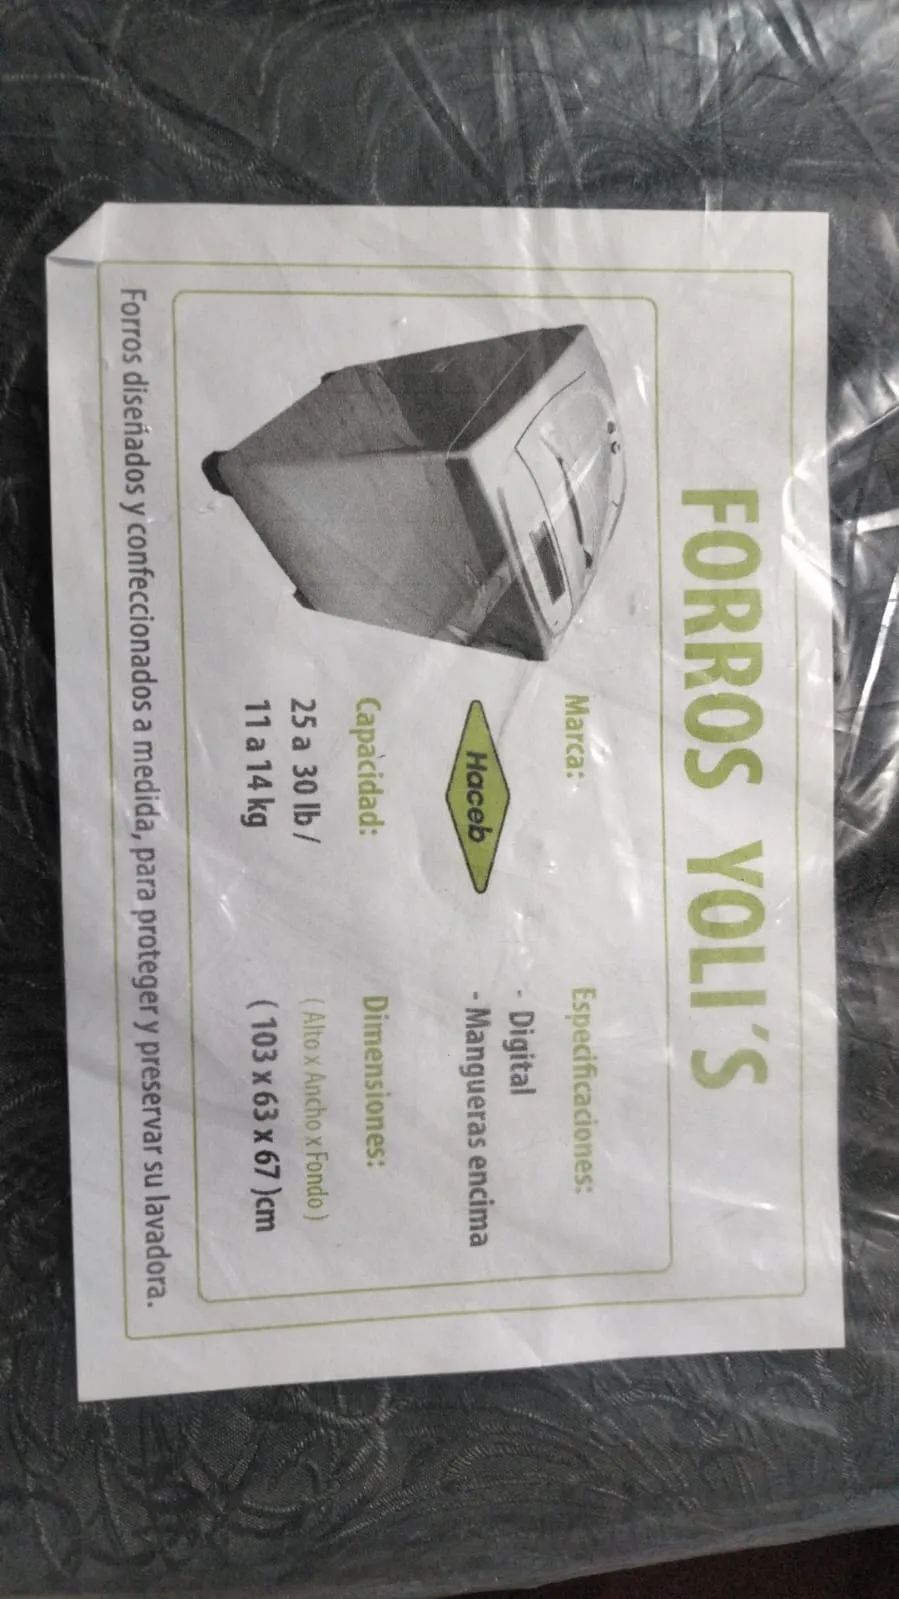 FORROS YOLI´S
Marca:
Haceb
Capacidad:
25 a 30 lb /
11 a 14 kg
Especificaciones:
- Digital
- Mangueras encima
Dimensiones:
( Alto x Ancho x Fondo )
( 103 x 63 x 67 )cm
Forros diseñados y confeccionados a medida, para proteger y preservar su lavadora.